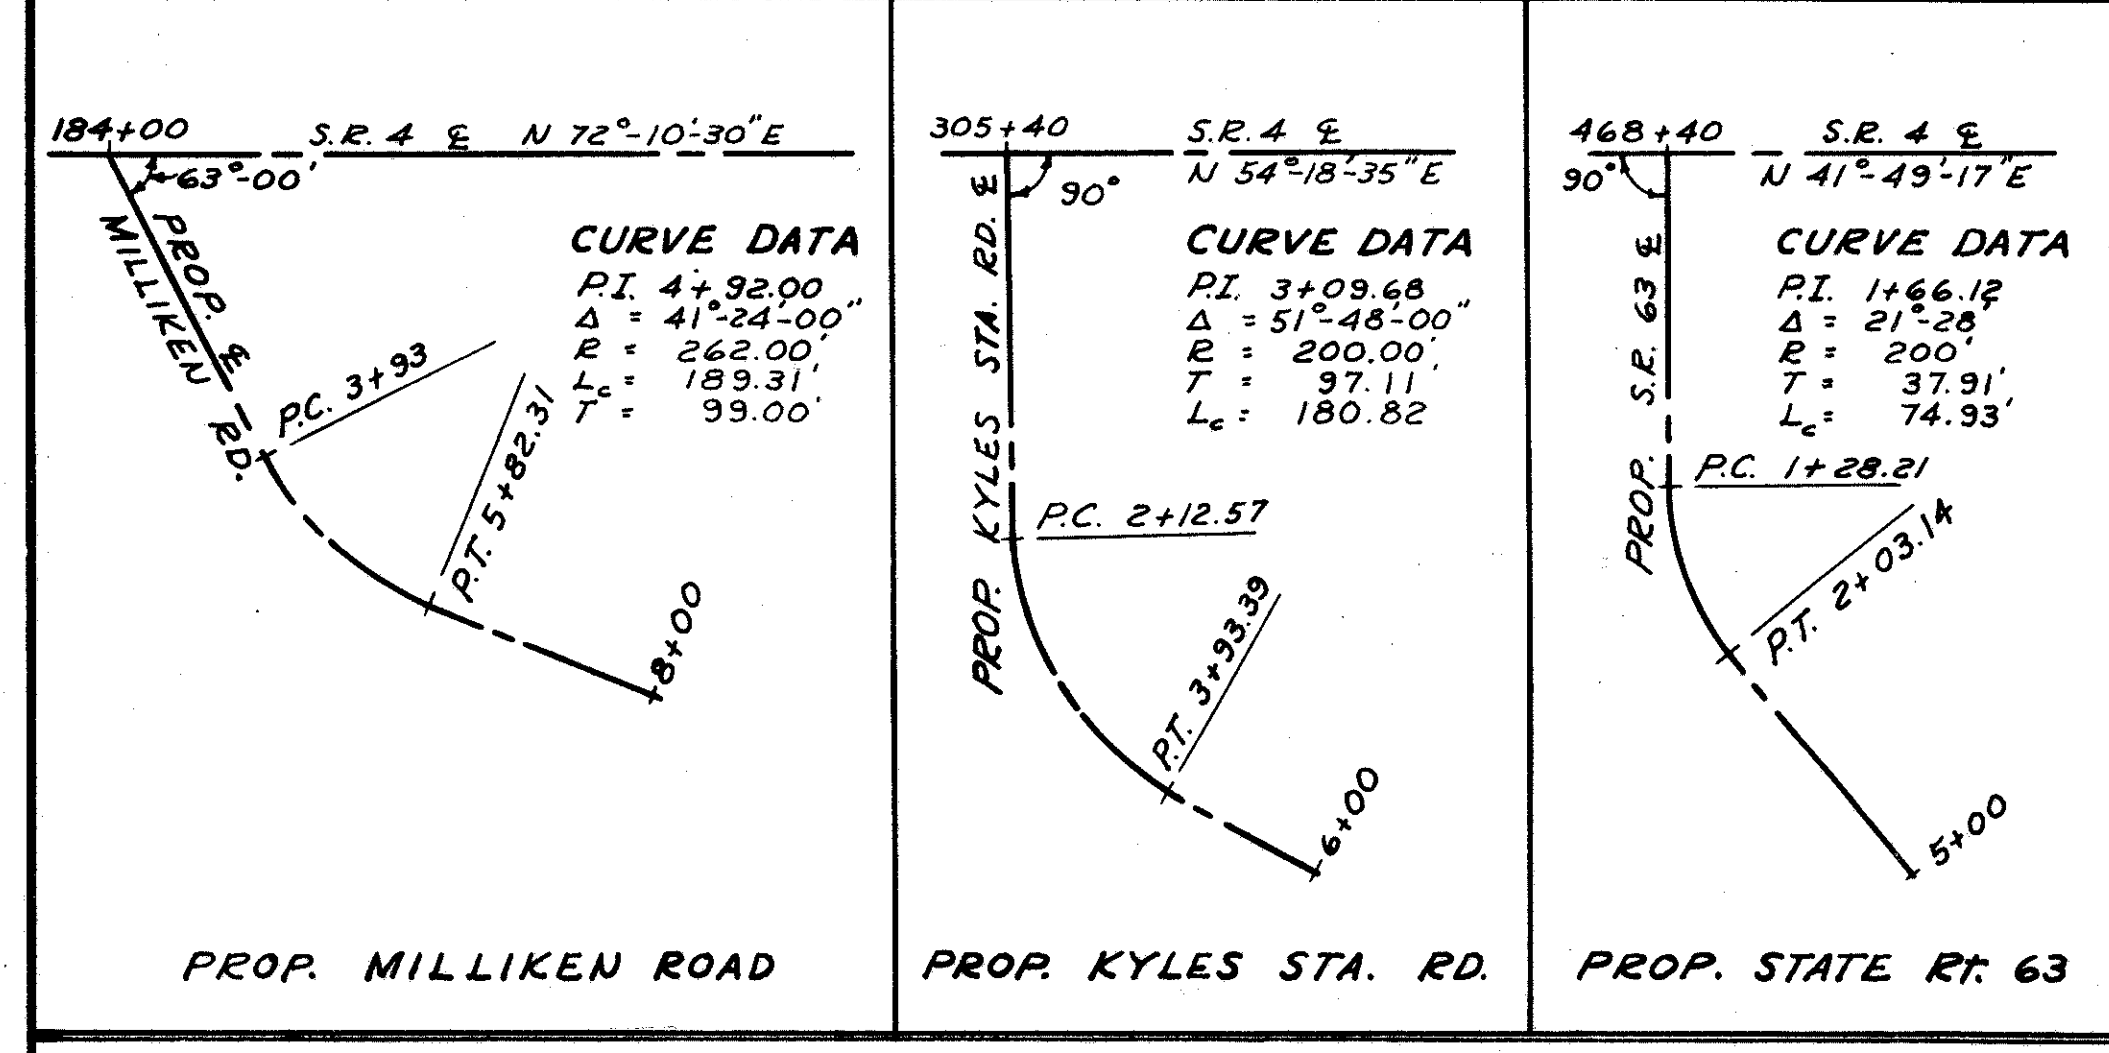 184+00
S.R. 4 ℄ N 72°-10'-30"E
63°-00'
PROP. ℄
MILLIKEN RD.
CURVE DATA
P.I. 4+92.00
Δ = 41°-24'-00"
R = 262.00'
Lc = 189.31'
T = 99.00'
P.C. 3+93
P.T. 5+82.31
8+00
PROP. MILLIKEN ROAD
305+40
S.R. 4 ℄
N 54°-18'-35"E
90°
PROP. KYLES STA. RD. ℄
CURVE DATA
P.I. 3+09.68
Δ = 51°-48'-00"
R = 200.00'
T = 97.11'
Lc = 180.82
P.C. 2+12.57
P.T. 3+93.39
6+00
PROP. KYLES STA. RD.
468+40
S.R. 4 ℄
N 41°-49'-17"E
90°
PROP. S.R. 63 ℄
CURVE DATA
P.I. 1+66.12
Δ = 21°-28'
R = 200'
T = 37.91'
Lc = 74.93'
P.C. 1+28.21
P.T. 2+03.14
5+00
PROP. STATE RT. 63